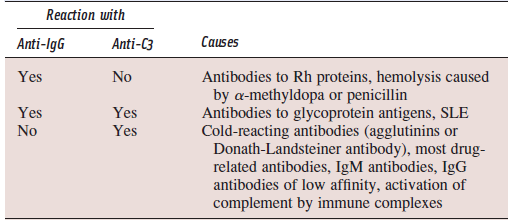 Reaction with
Anti-IgG Anti-C3 Causes
Yes No Antibodies to Rh proteins, hemolysis caused
by α-methyldopa or penicillin
Yes Yes Antibodies to glycoprotein antigens, SLE
No Yes Cold-reacting antibodies (agglutinins or
Donath-Landsteiner antibody), most drug-
related antibodies, IgM antibodies, IgG
antibodies of low affinity, activation of
complement by immune complexes